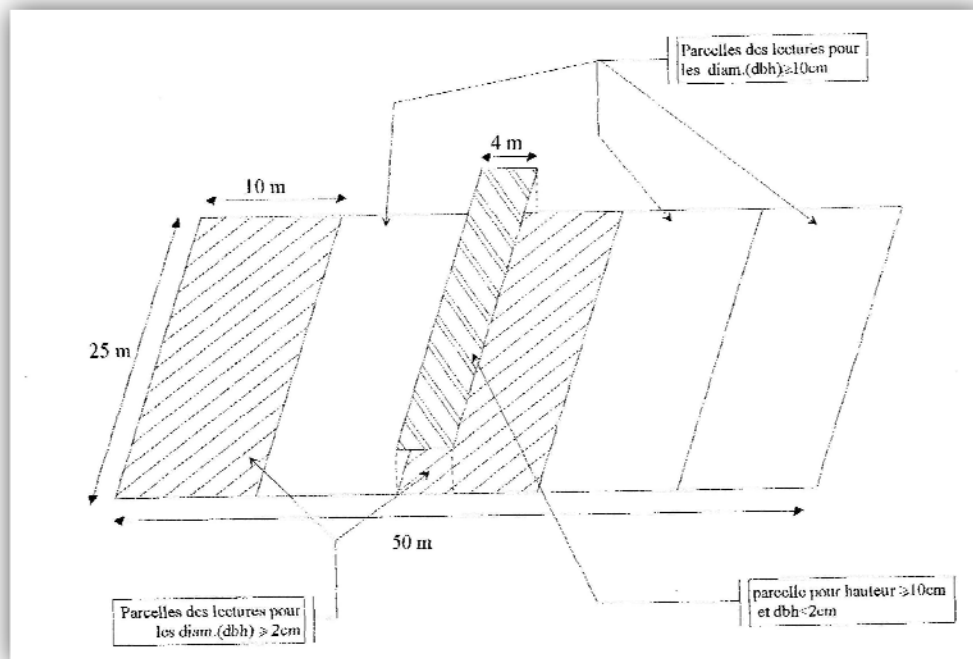 Parcelles des lectures pour
les diam.(dbh)≥10cm
4 m
10 m
25 m
50 m
Parcelles des lectures pour
les diam.(dbh) ≥ 2cm
parcelle pour hauteur ≥10cm
et dbh<2cm